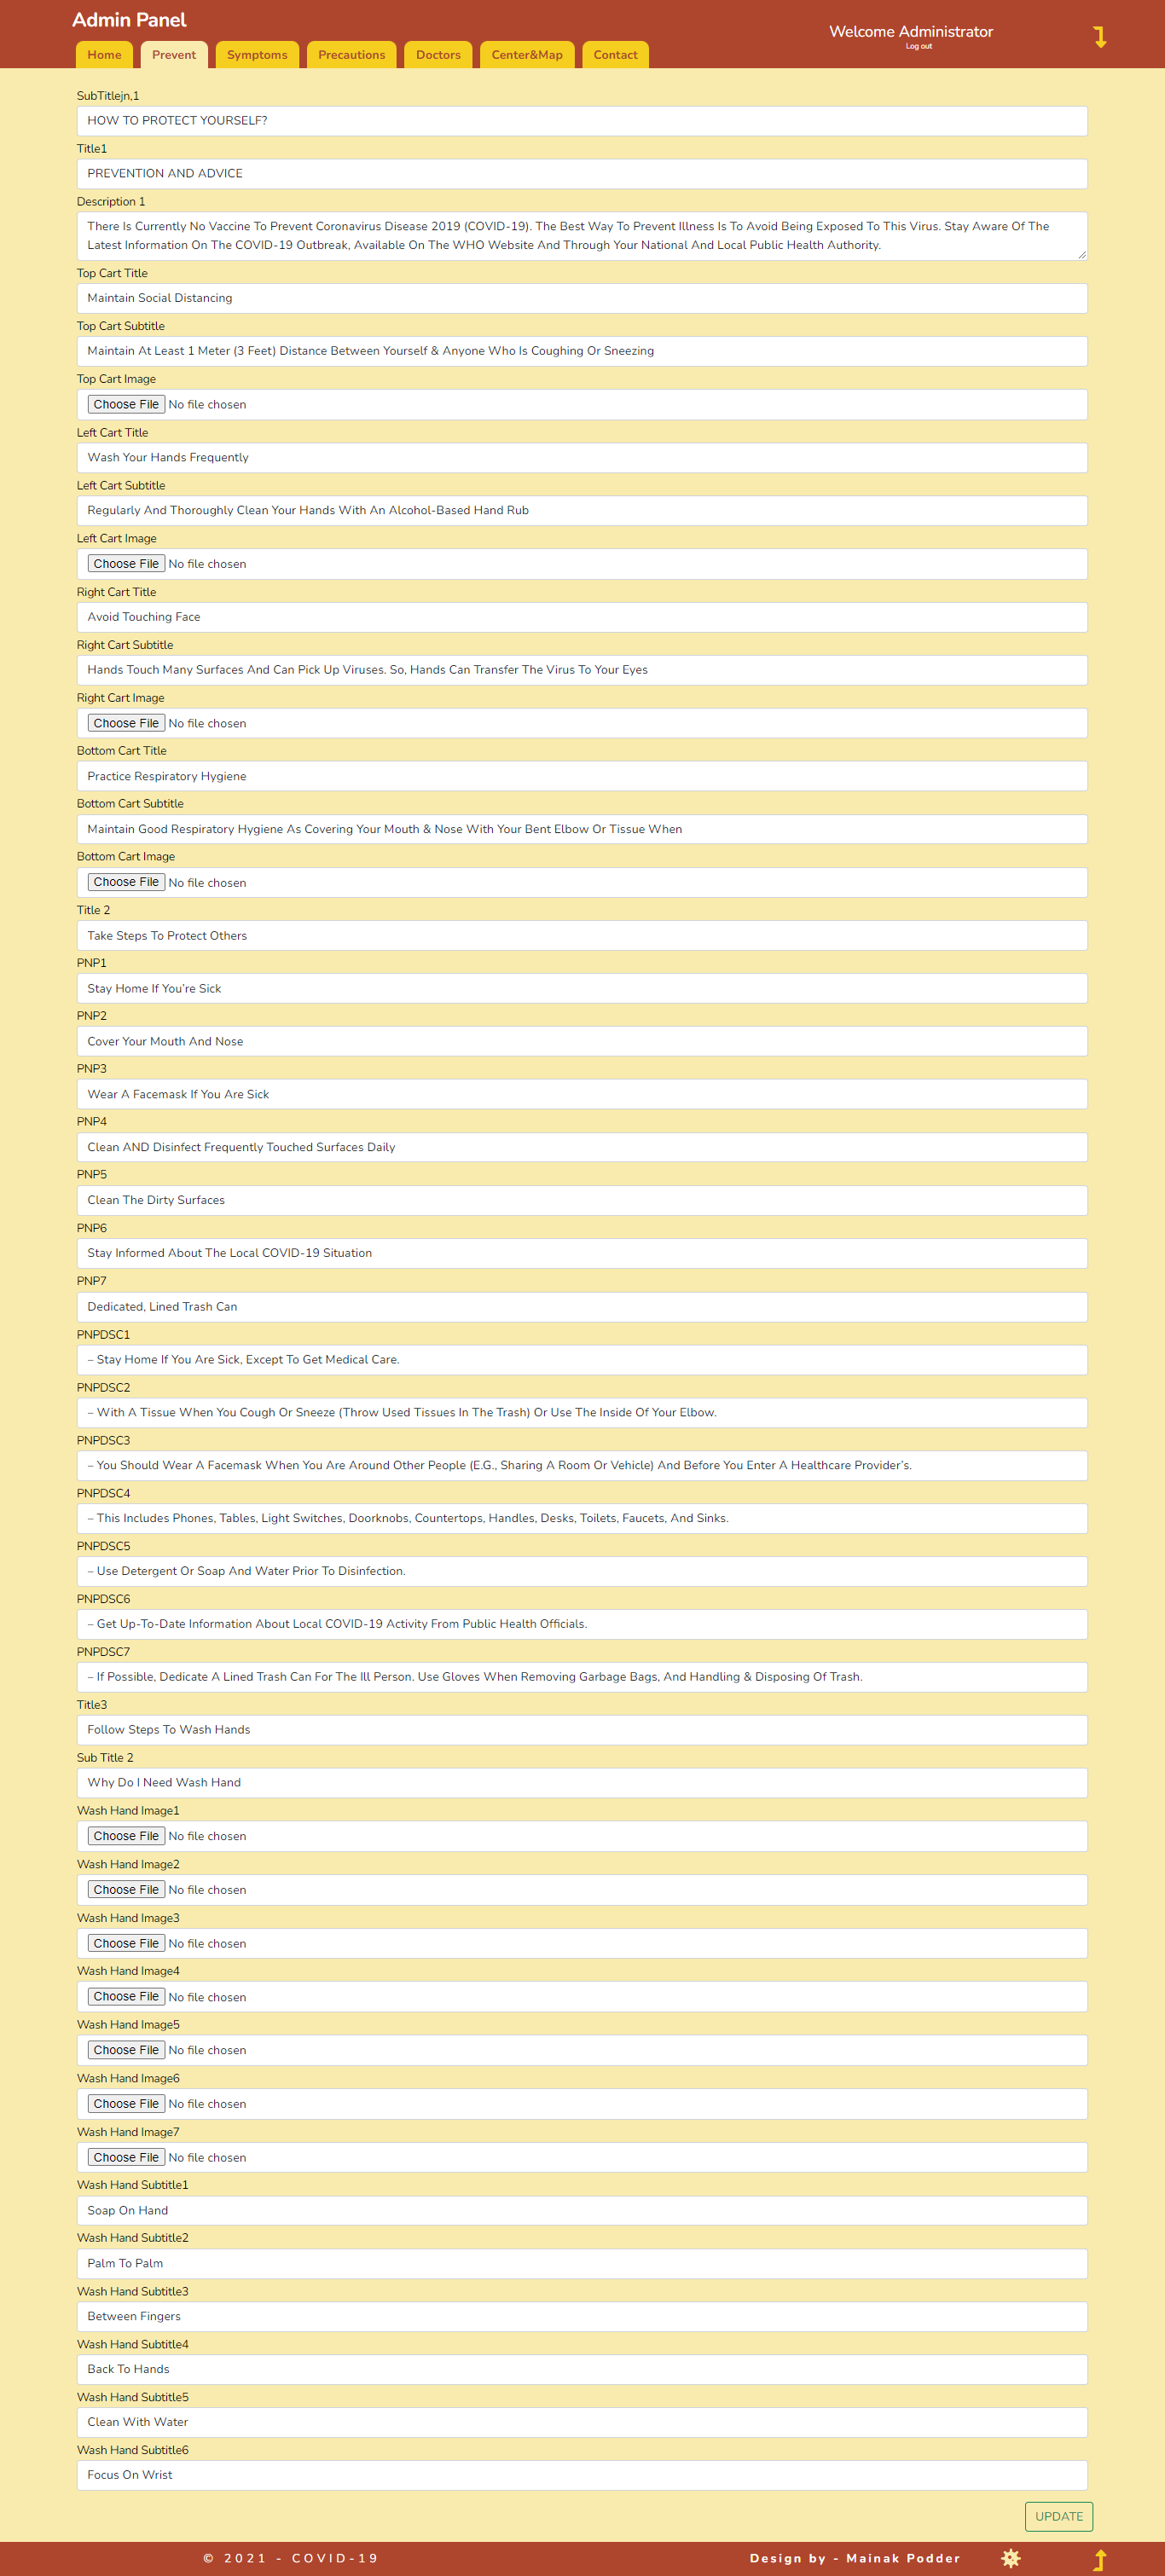 Admin Panel
Welcome Administrator
Log out
Home
Prevent
Symptoms
Precautions
Doctors
Center&Map
Contact
SubTitlejn,1
HOW TO PROTECT YOURSELF?
Title1
PREVENTION AND ADVICE
Description 1
There Is Currently No Vaccine To Prevent Coronavirus Disease 2019 (COVID-19). The Best Way To Prevent Illness Is To Avoid Being Exposed To This Virus. Stay Aware Of The
Latest Information On The COVID-19 Outbreak, Available On The WHO Website And Through Your National And Local Public Health Authority.
Top Cart Title
Maintain Social Distancing
Top Cart Subtitle
Maintain At Least 1 Meter (3 Feet) Distance Between Yourself & Anyone Who Is Coughing Or Sneezing
Top Cart Image
Choose File No file chosen
Left Cart Title
Wash Your Hands Frequently
Left Cart Subtitle
Regularly And Thoroughly Clean Your Hands With An Alcohol-Based Hand Rub
Left Cart Image
Choose File No file chosen
Right Cart Title
Avoid Touching Face
Right Cart Subtitle
Hands Touch Many Surfaces And Can Pick Up Viruses. So, Hands Can Transfer The Virus To Your Eyes
Right Cart Image
Choose File No file chosen
Bottom Cart Title
Practice Respiratory Hygiene
Bottom Cart Subtitle
Maintain Good Respiratory Hygiene As Covering Your Mouth & Nose With Your Bent Elbow Or Tissue When
Bottom Cart Image
Choose File No file chosen
Title 2
Take Steps To Protect Others
PNP1
Stay Home If You're Sick
PNP2
Cover Your Mouth And Nose
PNP3
Wear A Facemask If You Are Sick
PNP4
Clean AND Disinfect Frequently Touched Surfaces Daily
PNP5
Clean The Dirty Surfaces
PNP6
Stay Informed About The Local COVID-19 Situation
PNP7
Dedicated, Lined Trash Can
PNPDSC1
– Stay Home If You Are Sick, Except To Get Medical Care.
PNPDSC2
– With A Tissue When You Cough Or Sneeze (Throw Used Tissues In The Trash) Or Use The Inside Of Your Elbow.
PNPDSC3
– You Should Wear A Facemask When You Are Around Other People (E.G., Sharing A Room Or Vehicle) And Before You Enter A Healthcare Provider's.
PNPDSC4
– This Includes Phones, Tables, Light Switches, Doorknobs, Countertops, Handles, Desks, Toilets, Faucets, And Sinks.
PNPDSC5
– Use Detergent Or Soap And Water Prior To Disinfection.
PNPDSC6
– Get Up-To-Date Information About Local COVID-19 Activity From Public Health Officials.
PNPDSC7
– If Possible, Dedicate A Lined Trash Can For The Ill Person. Use Gloves When Removing Garbage Bags, And Handling & Disposing Of Trash.
Title3
Follow Steps To Wash Hands
Sub Title 2
Why Do I Need Wash Hand
Wash Hand Image1
Choose File No file chosen
Wash Hand Image2
Choose File No file chosen
Wash Hand Image3
Choose File No file chosen
Wash Hand Image4
Choose File No file chosen
Wash Hand Image5
Choose File No file chosen
Wash Hand Image6
Choose File No file chosen
Wash Hand Image7
Choose File No file chosen
Wash Hand Subtitle1
Soap On Hand
Wash Hand Subtitle2
Palm To Palm
Wash Hand Subtitle3
Between Fingers
Wash Hand Subtitle4
Back To Hands
Wash Hand Subtitle5
Clean With Water
Wash Hand Subtitle6
Focus On Wrist
UPDATE
© 2021 - COVID-19
Design by - Mainak Podder